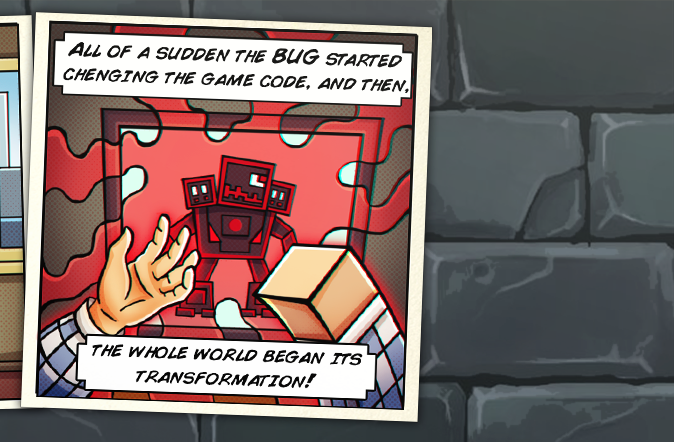 ALL OF A SUDDEN THE BUG STARTED
CHENGING THE GAME CODE, AND THEN,
THE WHOLE WORLD BEGAN ITS
TRANSFORMATION!